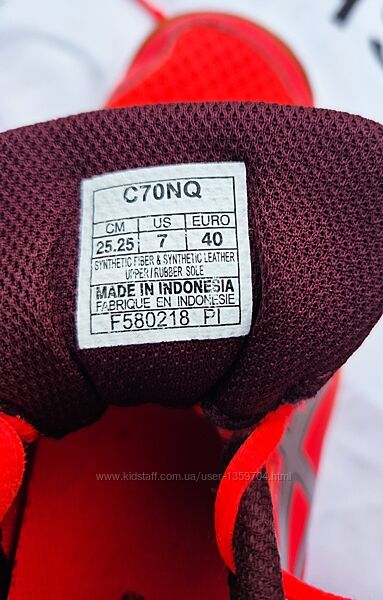 C70NQ
CM US EURO
25.25 7 40
SYNTHETIC FIBER & SYNTHETIC LEATHER
UPPER / RUBBER SOLE
MADE IN INDONESIA
FABRIQUE EN INDONESIE
F580218 PI
www.kidstaff.com.ua/user-1359704.html